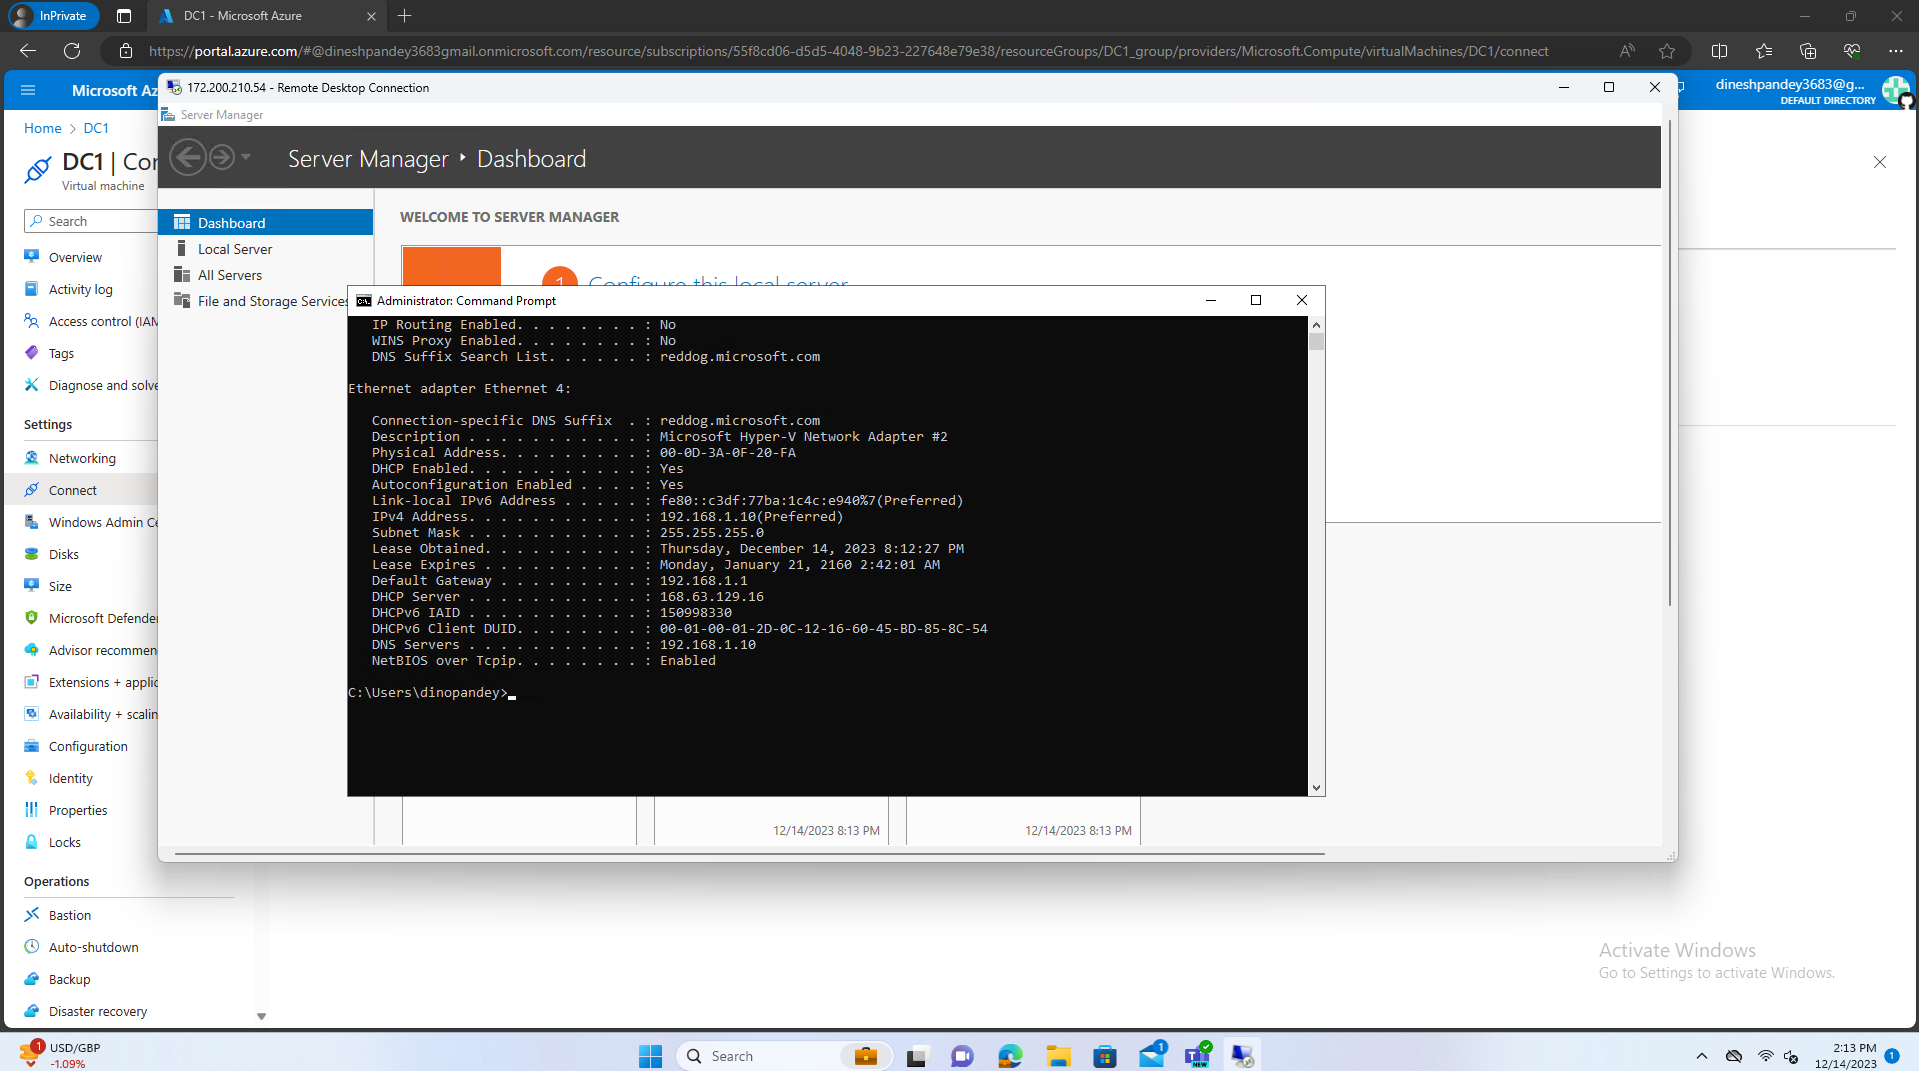 InPrivate
DC1 - Microsoft Azure
https://portal.azure.com/#@dineshpandey3683gmail.onmicrosoft.com/resource/subscriptions/55f8cd06-d5d5-4048-9b23-227648e79e38/resourceGroups/DC1_group/providers/Microsoft.Compute/virtualMachines/DC1/connect
Microsoft Az
dineshpandey3683@g...
DEFAULT DIRECTORY
172.200.210.54 - Remote Desktop Connection
Server Manager
Home > DC1
DC1 | Con
Virtual machine
Server Manager ‣ Dashboard
Search
Overview
Activity log
Access control (IAM
Tags
Diagnose and solve
Settings
Networking
Connect
Windows Admin Ce
Disks
Size
Microsoft Defende
Advisor recommen
Extensions + applic
Availability + scalin
Configuration
Identity
Properties
Locks
Operations
Bastion
Auto-shutdown
Backup
Disaster recovery
Dashboard
Local Server
All Servers
File and Storage Services
WELCOME TO SERVER MANAGER
1 Configure this local server
Administrator: Command Prompt
IP Routing Enabled. . . . . . . . : No
WINS Proxy Enabled. . . . . . . . : No
DNS Suffix Search List. . . . . . : reddog.microsoft.com
Ethernet adapter Ethernet 4:
Connection-specific DNS Suffix  . : reddog.microsoft.com
Description . . . . . . . . . . . : Microsoft Hyper-V Network Adapter #2
Physical Address. . . . . . . . . : 00-0D-3A-0F-20-FA
DHCP Enabled. . . . . . . . . . . : Yes
Autoconfiguration Enabled . . . . : Yes
Link-local IPv6 Address . . . . . : fe80::c3df:77ba:1c4c:e940%7(Preferred)
IPv4 Address. . . . . . . . . . . : 192.168.1.10(Preferred)
Subnet Mask . . . . . . . . . . . : 255.255.255.0
Lease Obtained. . . . . . . . . . : Thursday, December 14, 2023 8:12:27 PM
Lease Expires . . . . . . . . . . : Monday, January 21, 2160 2:42:01 AM
Default Gateway . . . . . . . . . : 192.168.1.1
DHCP Server . . . . . . . . . . . : 168.63.129.16
DHCPv6 IAID . . . . . . . . . . . : 150998330
DHCPv6 Client DUID. . . . . . . . : 00-01-00-01-2D-0C-12-16-60-45-BD-85-8C-54
DNS Servers . . . . . . . . . . . : 192.168.1.10
NetBIOS over Tcpip. . . . . . . . : Enabled
C:\Users\dinopandey>
12/14/2023 8:13 PM
12/14/2023 8:13 PM
Activate Windows
Go to Settings to activate Windows.
1
USD/GBP
-1.09%
Search
1
NEW
2:13 PM
12/14/2023
1